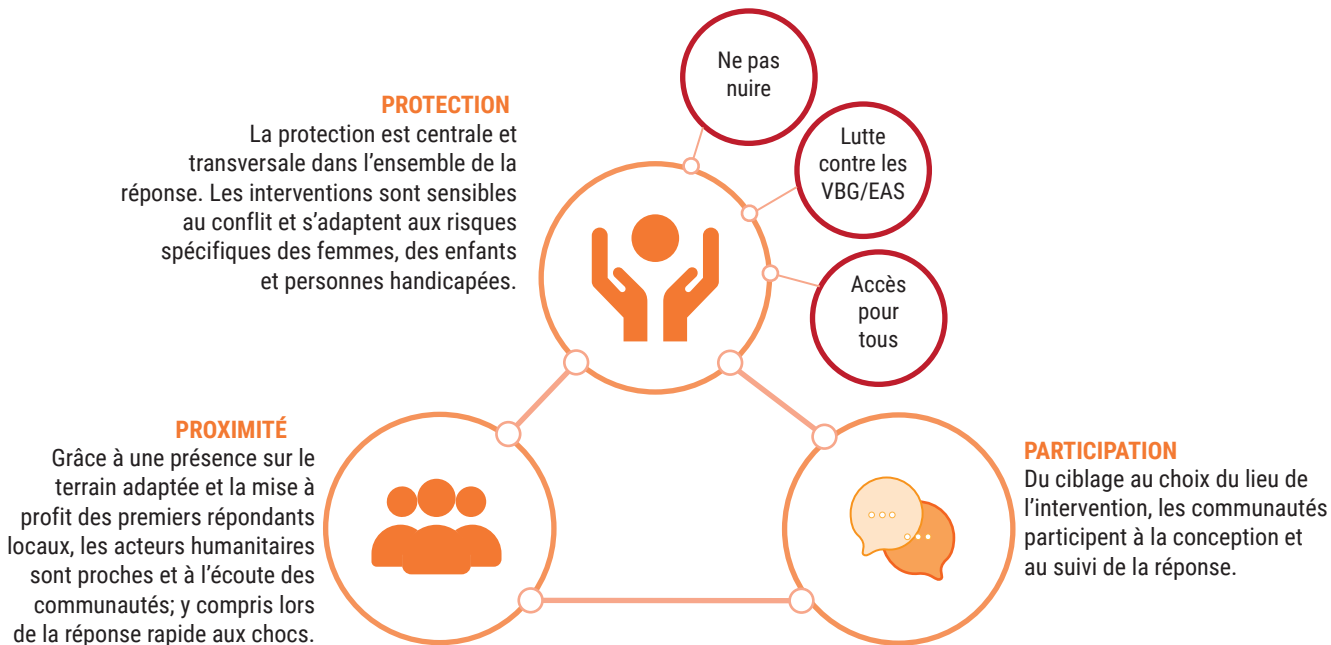 PROTECTION
La protection est centrale et
transversale dans l’ensemble de la
réponse. Les interventions sont sensibles
au conflit et s’adaptent aux risques
spécifiques des femmes, des enfants
et personnes handicapées.
Ne pas
nuire
Lutte
contre les
VBG/EAS
Accès
pour
tous
PROXIMITÉ
Grâce à une présence sur le
terrain adaptée et la mise à
profit des premiers répondants
locaux, les acteurs humanitaires
sont proches et à l’écoute des
communautés; y compris lors
de la réponse rapide aux chocs.
PARTICIPATION
Du ciblage au choix du lieu de
l’intervention, les communautés
participent à la conception et
au suivi de la réponse.